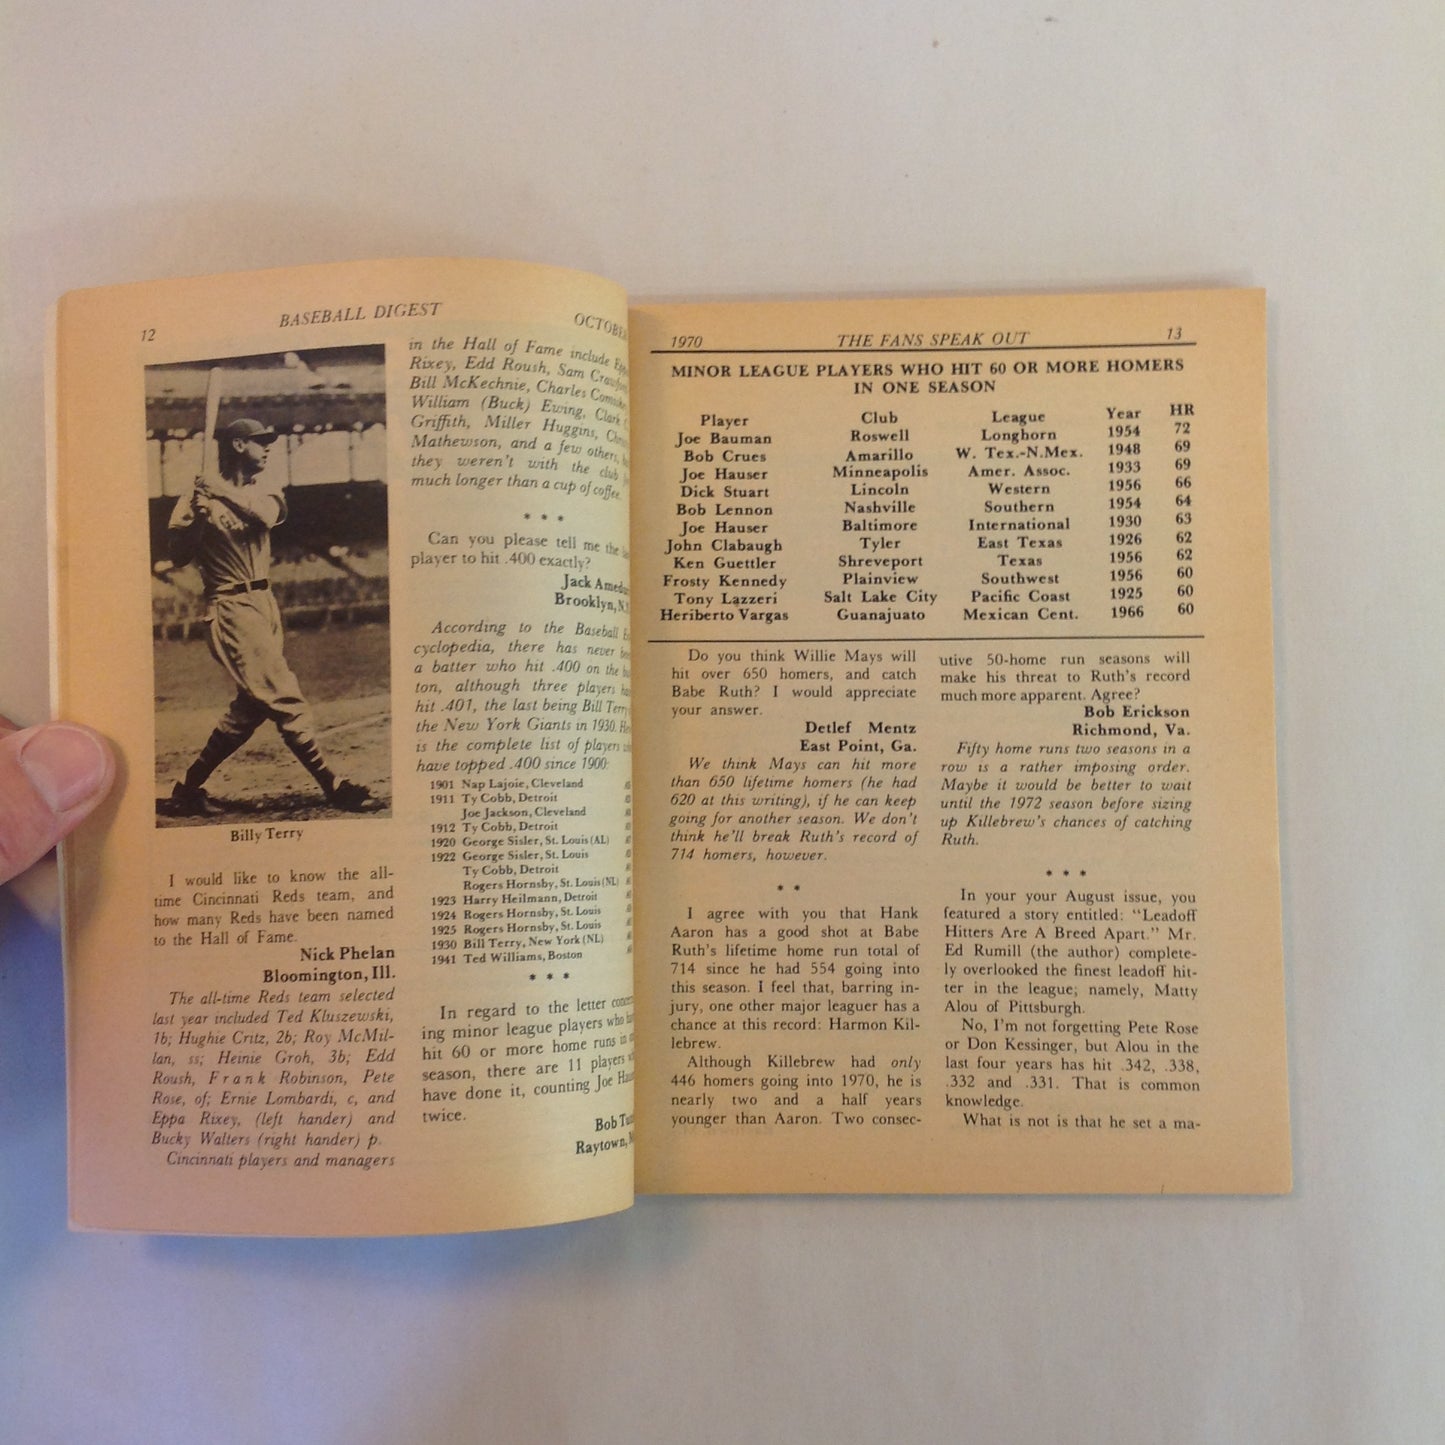 12
BASEBALL DIGEST
Billy Terry
I would like to know the all-
time Cincinnati Reds team, and
how many Reds have been named
to the Hall of Fame.
Nick Phelan
Bloomington, Ill.
The all-time Reds team selected
last year included Ted Kluszewski,
1b; Hughie Critz, 2b; Roy McMil-
lan, ss; Heinie Groh, 3b; Edd
Roush, Frank Robinson, Pete
Rose, of; Ernie Lombardi, c, and
Eppa Rixey, (left hander) and
Bucky Walters (right hander) p.
Cincinnati players and managers
in the Hall of Fame include
Rixey, Edd Roush, Sam
Bill McKechnie, Charles
William (Buck) Ewing, Clark
Griffith, Miller Huggins,
Mathewson, and a few others,
they weren't with the club
much longer than a cup of coffee.
* * *
Can you please tell me the
player to hit .400 exactly?
Jack
Brooklyn,
According to the Baseball
cyclopedia, there has never
a batter who hit .400 on the
ton, although three players
hit .401, the last being Bill Terry
the New York Giants in 1930.
is the complete list of players
have topped .400 since 1900:
1901 Nap Lajoie, Cleveland
1911 Ty Cobb, Detroit
Joe Jackson, Cleveland
1912 Ty Cobb, Detroit
1920 George Sisler, St. Louis (AL)
1922 George Sisler, St. Louis
Ty Cobb, Detroit
Rogers Hornsby, St. Louis (NL)
1923 Harry Heilmann, Detroit
1924 Rogers Hornsby, St. Louis
1925 Rogers Hornsby, St. Louis
1930 Bill Terry, New York (NL)
1941 Ted Williams, Boston
* * *
In regard to the letter
ing minor league players who
hit 60 or more home runs in
season, there are 11 players
have done it, counting Joe
twice.
Bob
Raytown,
1970 THE FANS SPEAK OUT 13
MINOR LEAGUE PLAYERS WHO HIT 60 OR MORE HOMERS
IN ONE SEASON
Player Club League Year HR
Joe Bauman Roswell Longhorn 1954 72
Bob Crues Amarillo W. Tex.-N.Mex. 1948 69
Joe Hauser Minneapolis Amer. Assoc. 1933 69
Dick Stuart Lincoln Western 1956 66
Bob Lennon Nashville Southern 1954 64
Joe Hauser Baltimore International 1930 63
John Clabaugh Tyler East Texas 1926 62
Ken Guettler Shreveport Texas 1956 62
Frosty Kennedy Plainview Southwest 1956 60
Tony Lazzeri Salt Lake City Pacific Coast 1925 60
Heriberto Vargas Guanajuato Mexican Cent. 1966 60
Do you think Willie Mays will
hit over 650 homers, and catch
Babe Ruth? I would appreciate
your answer.
Detlef Mentz
East Point, Ga.
We think Mays can hit more
than 650 lifetime homers (he had
620 at this writing), if he can keep
going for another season. We don't
think he'll break Ruth's record of
714 homers, however.
* *
I agree with you that Hank
Aaron has a good shot at Babe
Ruth's lifetime home run total of
714 since he had 554 going into
this season. I feel that, barring in-
jury, one other major leaguer has a
chance at this record: Harmon Kil-
lebrew.
Although Killebrew had only
446 homers going into 1970, he is
nearly two and a half years
younger than Aaron. Two consec-
utive 50-home run seasons will
make his threat to Ruth's record
much more apparent. Agree?
Bob Erickson
Richmond, Va.
Fifty home runs two seasons in a
row is a rather imposing order.
Maybe it would be better to wait
until the 1972 season before sizing
up Killebrew's chances of catching
Ruth.
* * *
In your your August issue, you
featured a story entitled: "Leadoff
Hitters Are A Breed Apart." Mr.
Ed Rumill (the author) complete-
ly overlooked the finest leadoff hit-
ter in the league; namely, Matty
Alou of Pittsburgh.
No, I'm not forgetting Pete Rose
or Don Kessinger, but Alou in the
last four years has hit .342, .338,
.332 and .331. That is common
knowledge.
What is not is that he set a ma-